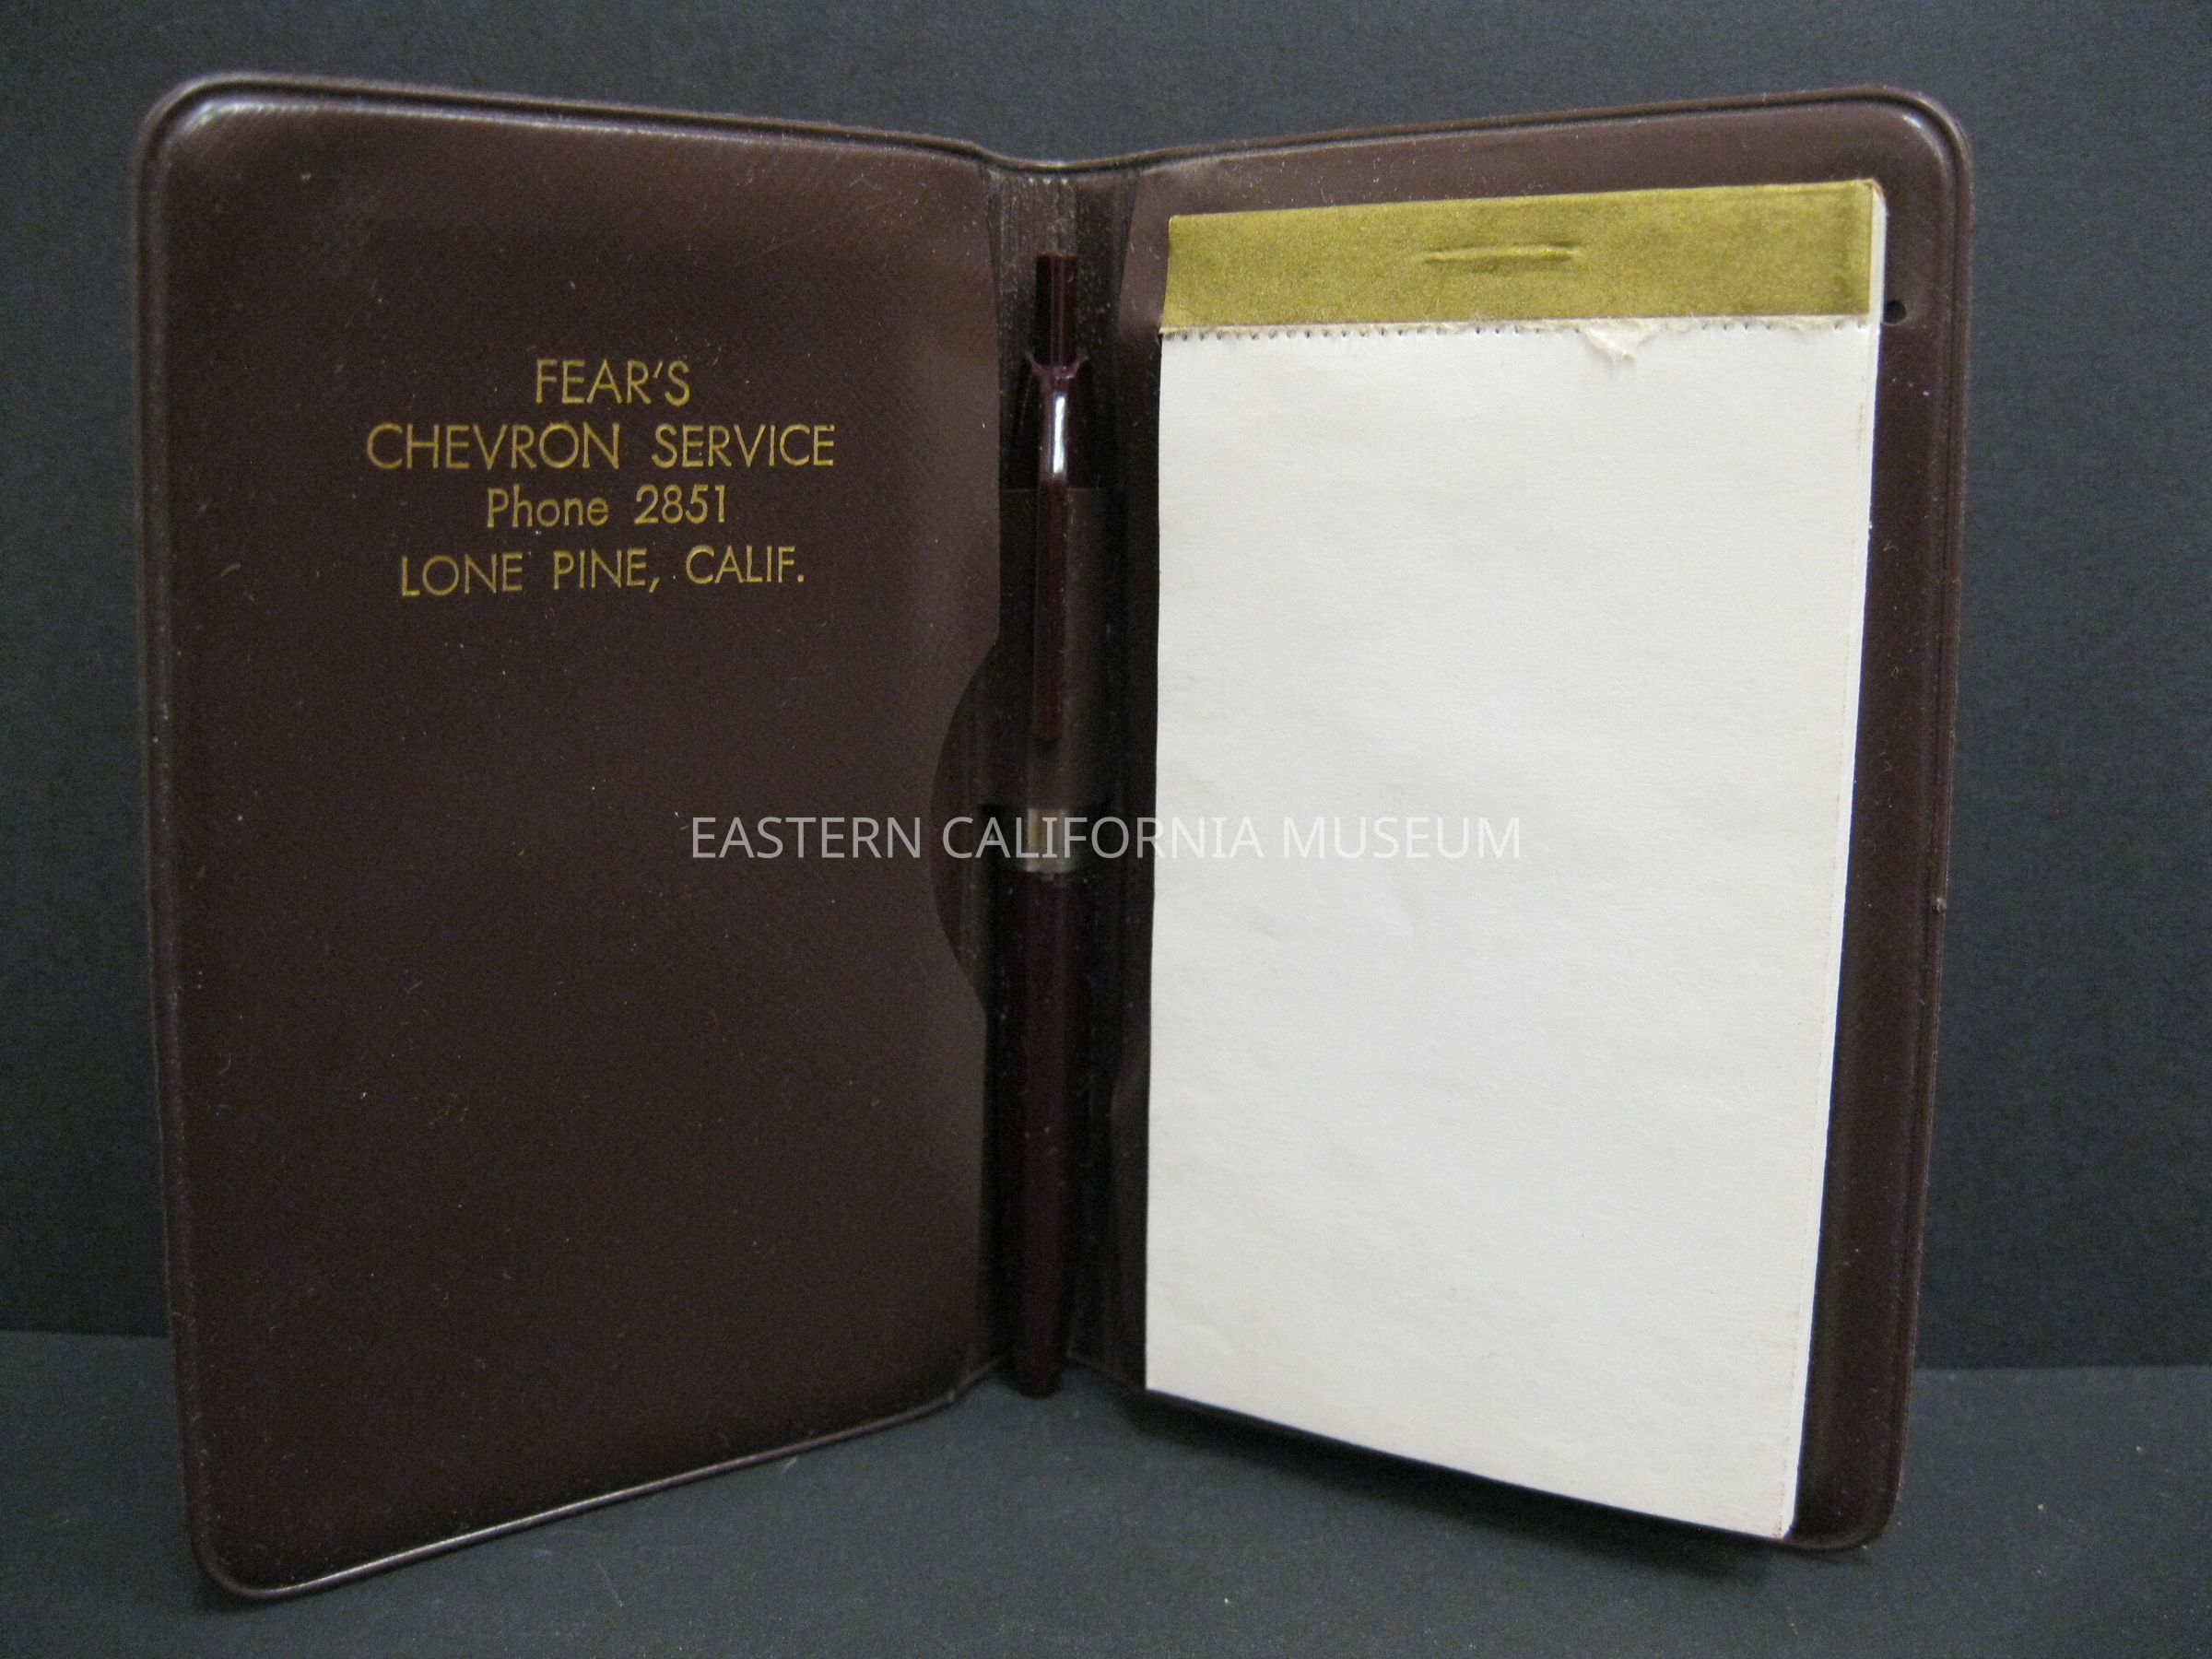 FEAR'S
CHEVRON SERVICE
Phone 2851
LONE PINE, CALIF.
EASTERN CALIFORNIA MUSEUM